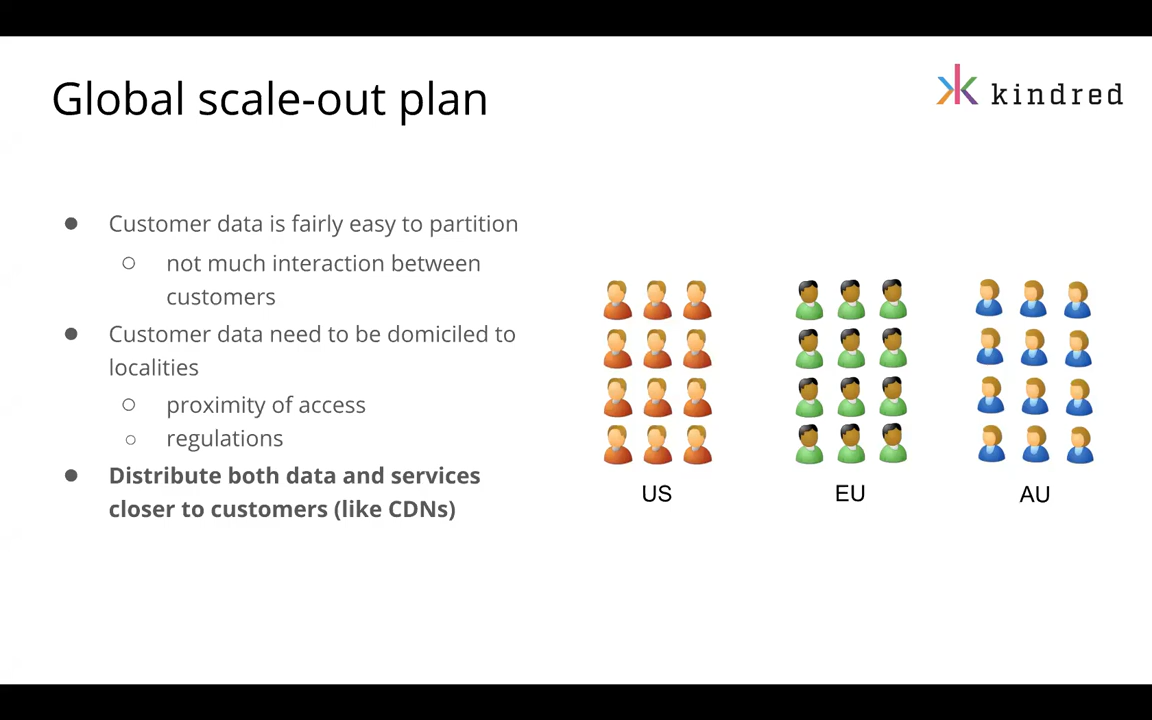 Global scale-out plan
kindred
● Customer data is fairly easy to partition
○ not much interaction between
customers
● Customer data need to be domiciled to
localities
○ proximity of access
○ regulations
● Distribute both data and services
closer to customers (like CDNs)
US EU AU